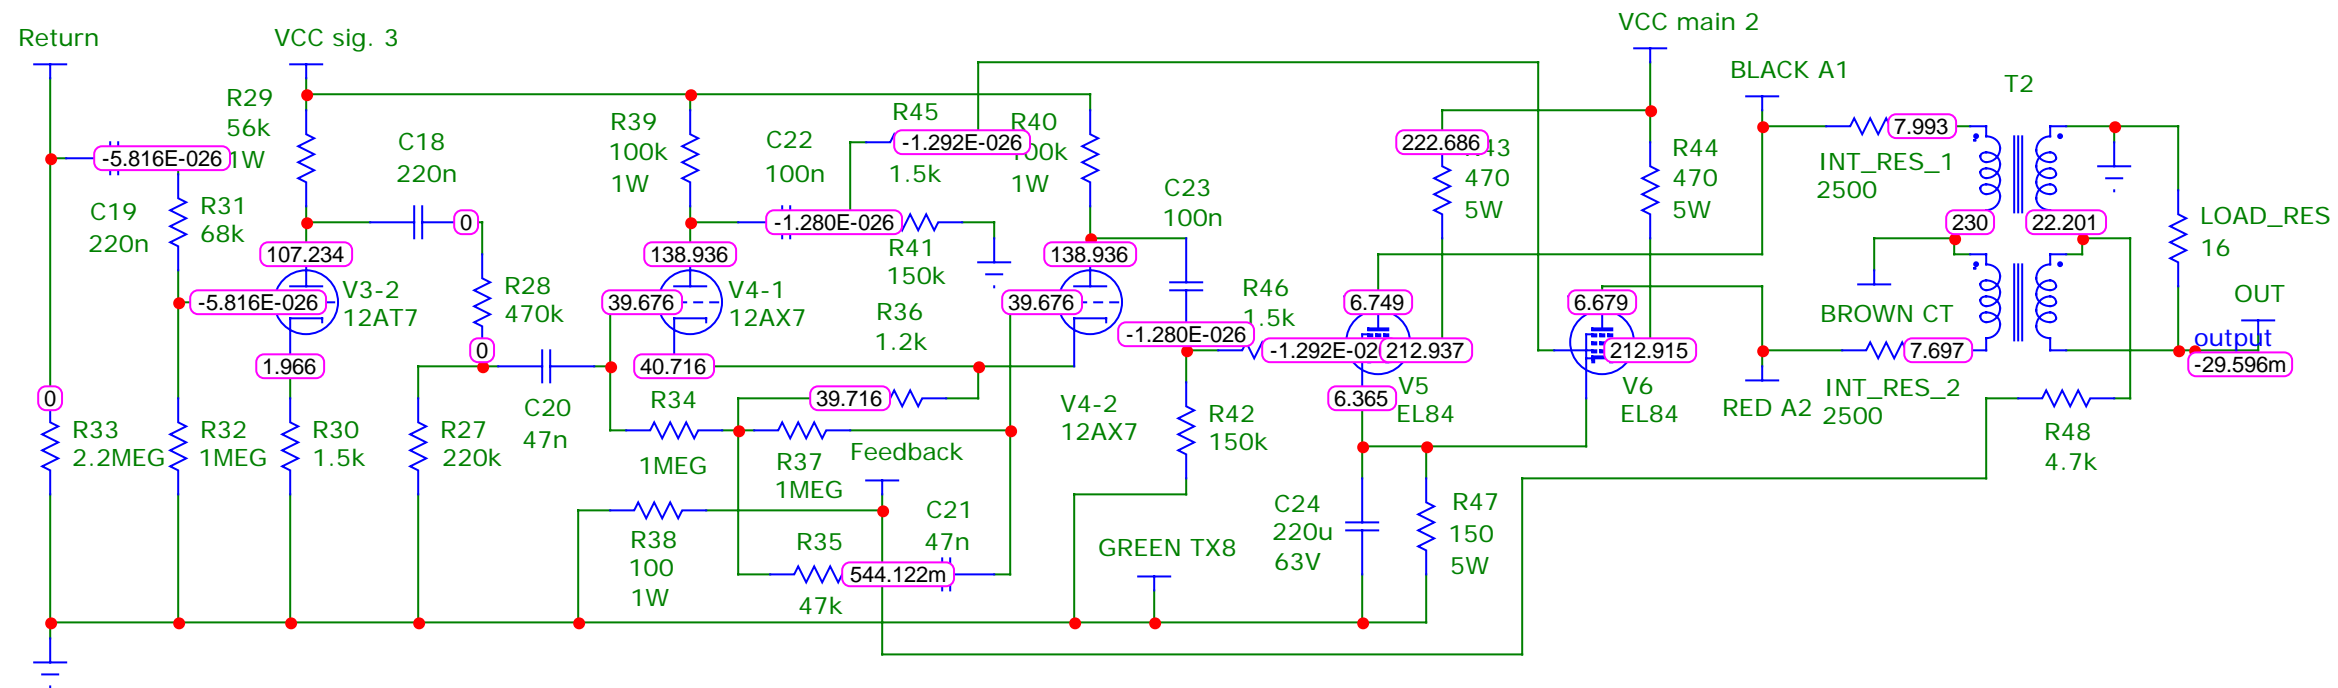 Return
VCC sig. 3
VCC main 2
BLACK A1
T2
R29
56k
1W
C18
220n
R39
100k
1W
C22
100n
R45
-1.292E-026
1.5k
R40
1W
C23
100n
222.686
470
5W
R44
470
5W
7.993
INT_RES_1
2500
-5.816E-026
C19
220n
R31
68k
0
-1.280E-026
R41
150k
230
22.201
LOAD_RES
16
107.234
-5.816E-026
V3-2
12AT7
1.966
R28
470k
0
138.936
39.676
V4-1
12AX7
40.716
R36
1.2k
138.936
39.676
-1.280E-026
R46
1.5k
6.749
-1.292E-02
212.937
V5
EL84
6.365
6.679
212.915
V6
EL84
BROWN CT
7.697
INT_RES_2
2500
RED A2
OUT
output
-29.596m
0
R33
2.2MEG
R32
1MEG
R30
1.5k
R27
220k
C20
47n
R34
1MEG
39.716
R37
1MEG
Feedback
V4-2
12AX7
R42
150k
R48
4.7k
R38
100
1W
R35
47k
C21
47n
544.122m
GREEN TX8
C24
220u
63V
R47
150
5W